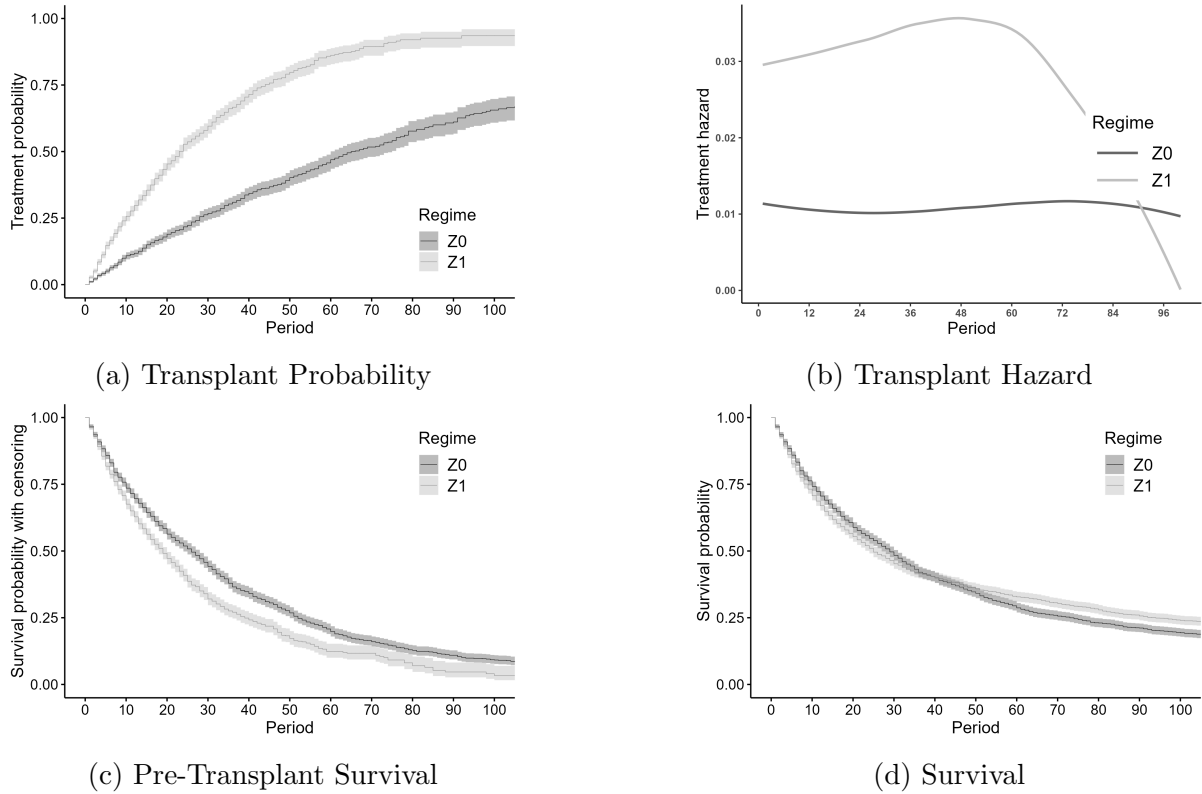 1.00
0.75
0.50
0.25
0.00
Treatment probability
Regime
Z0
Z1
0 10 20 30 40 50 60 70 80 90 100
Period
(a) Transplant Probability
0.03
0.02
0.01
0.00
Treatment hazard
Regime
Z0
Z1
0 12 24 36 48 60 72 84 96
Period
(b) Transplant Hazard
1.00
0.75
0.50
0.25
0.00
Survival probability with censoring
Regime
Z0
Z1
0 10 20 30 40 50 60 70 80 90 100
Period
(c) Pre-Transplant Survival
1.00
0.75
0.50
0.25
0.00
Survival probability
Regime
Z0
Z1
0 10 20 30 40 50 60 70 80 90 100
Period
(d) Survival